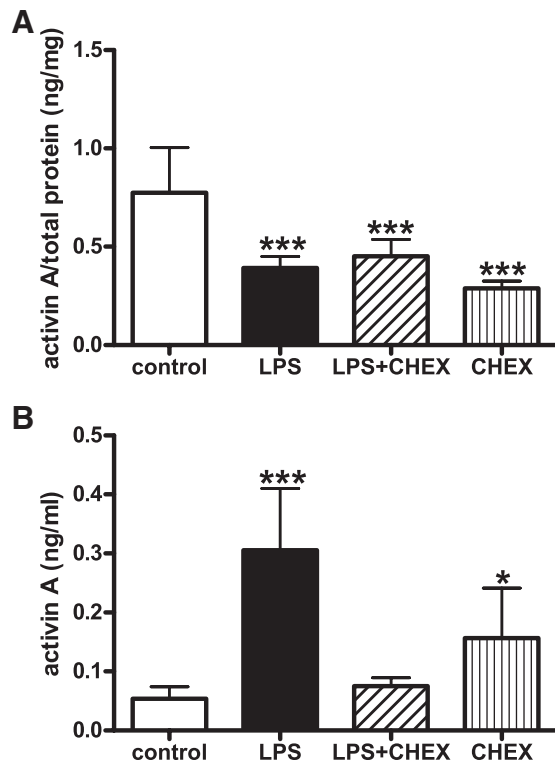 A
activin A/total protein (ng/mg)
1.5
1.0
0.5
0.0
***
***
***
control LPS LPS+CHEX CHEX
B
activin A (ng/ml)
0.5
0.4
0.3
0.2
0.1
0.0
***
*
control LPS LPS+CHEX CHEX